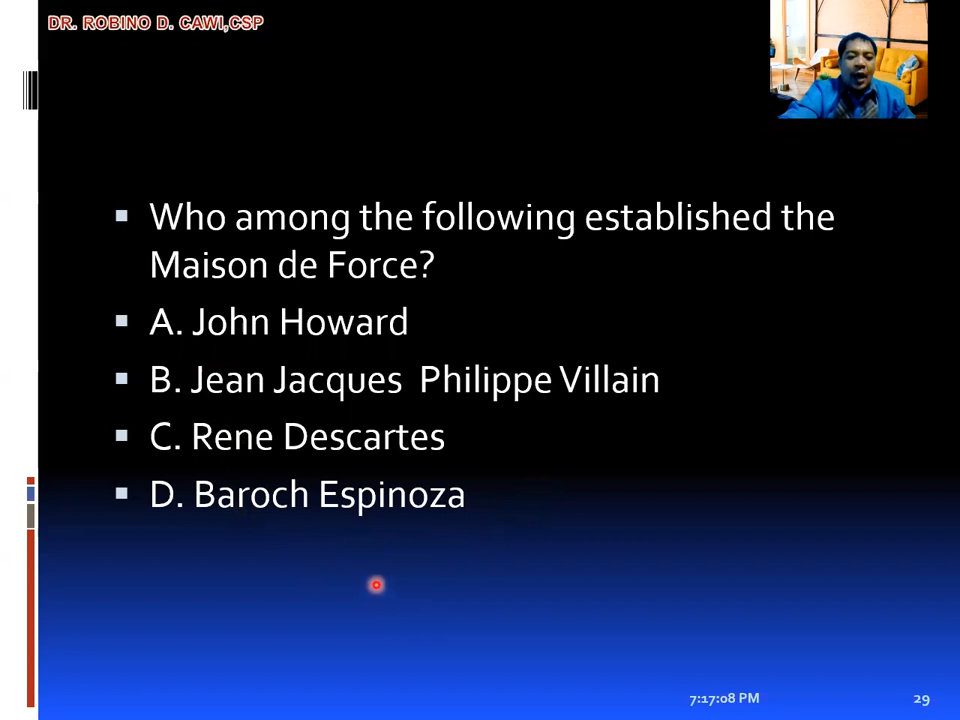 DR. ROBINO D. CAWI,CSP
Who among the following established the
Maison de Force?
A. John Howard
B. Jean Jacques Philippe Villain
C. Rene Descartes
D. Baroch Espinoza
7:17:08 PM
29